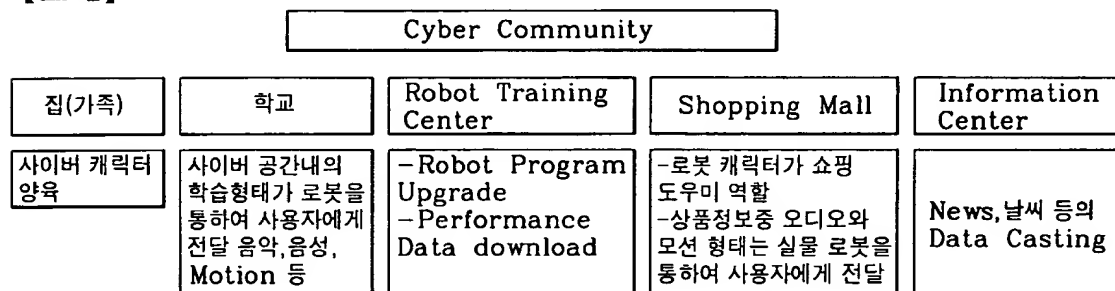 Cyber Community
집(가족)
학교
Robot Training
Center
Shopping Mall
Information
Center
사이버 캐릭터
양육
사이버 공간내의
학습형태가 로봇을
통하여 사용자에게
전달 음악,음성,
Motion 등
-Robot Program
Upgrade
-Performance
Data download
-로봇 캐릭터가 쇼핑
도우미 역할
-상품정보중 오디오와
모션 형태는 실물 로봇을
통하여 사용자에게 전달
News,날씨 등의
Data Casting